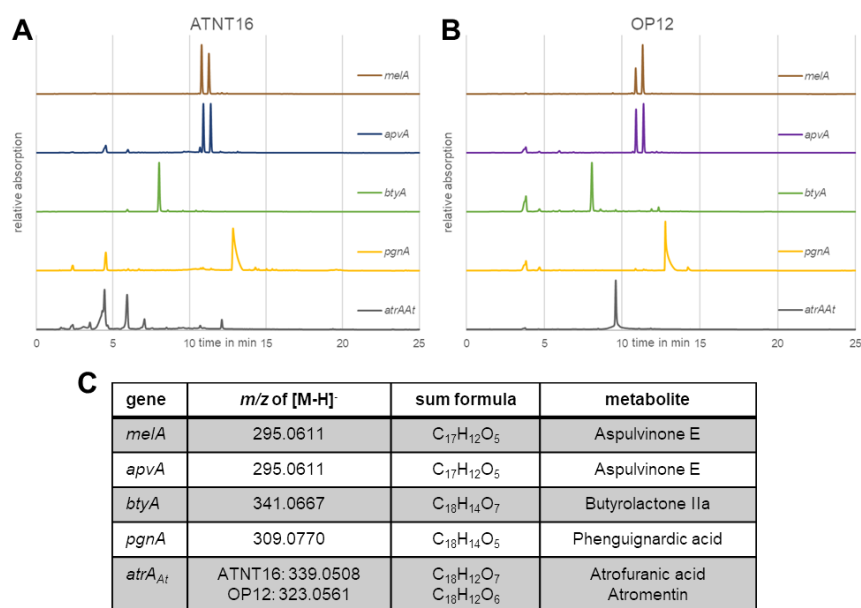 A
ATNT16
relative absorption
melA
apvA
btyA
pgnA
atrAAt
0 5 10 time in min 15 20 25
B
OP12
relative absorption
melA
apvA
btyA
pgnA
atrAAt
0 5 10 time in min 15 20 25
C
gene m/z of [M-H]- sum formula metabolite
melA 295.0611 C17H12O5 Aspulvinone E
apvA 295.0611 C17H12O5 Aspulvinone E
btyA 341.0667 C18H14O7 Butyrolactone IIa
pgnA 309.0770 C18H14O5 Phenguignardic acid
atrAAt ATNT16: 339.0508 C18H12O7 Atrofuranic acid
OP12: 323.0561 C18H12O6 Atromentin